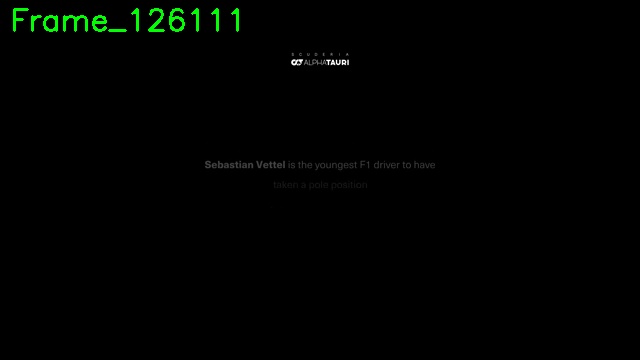 Frame_126111
SCUDERIA
ALPHATAURI
Sebastian Vettel is the youngest F1 driver to have
taken a pole position